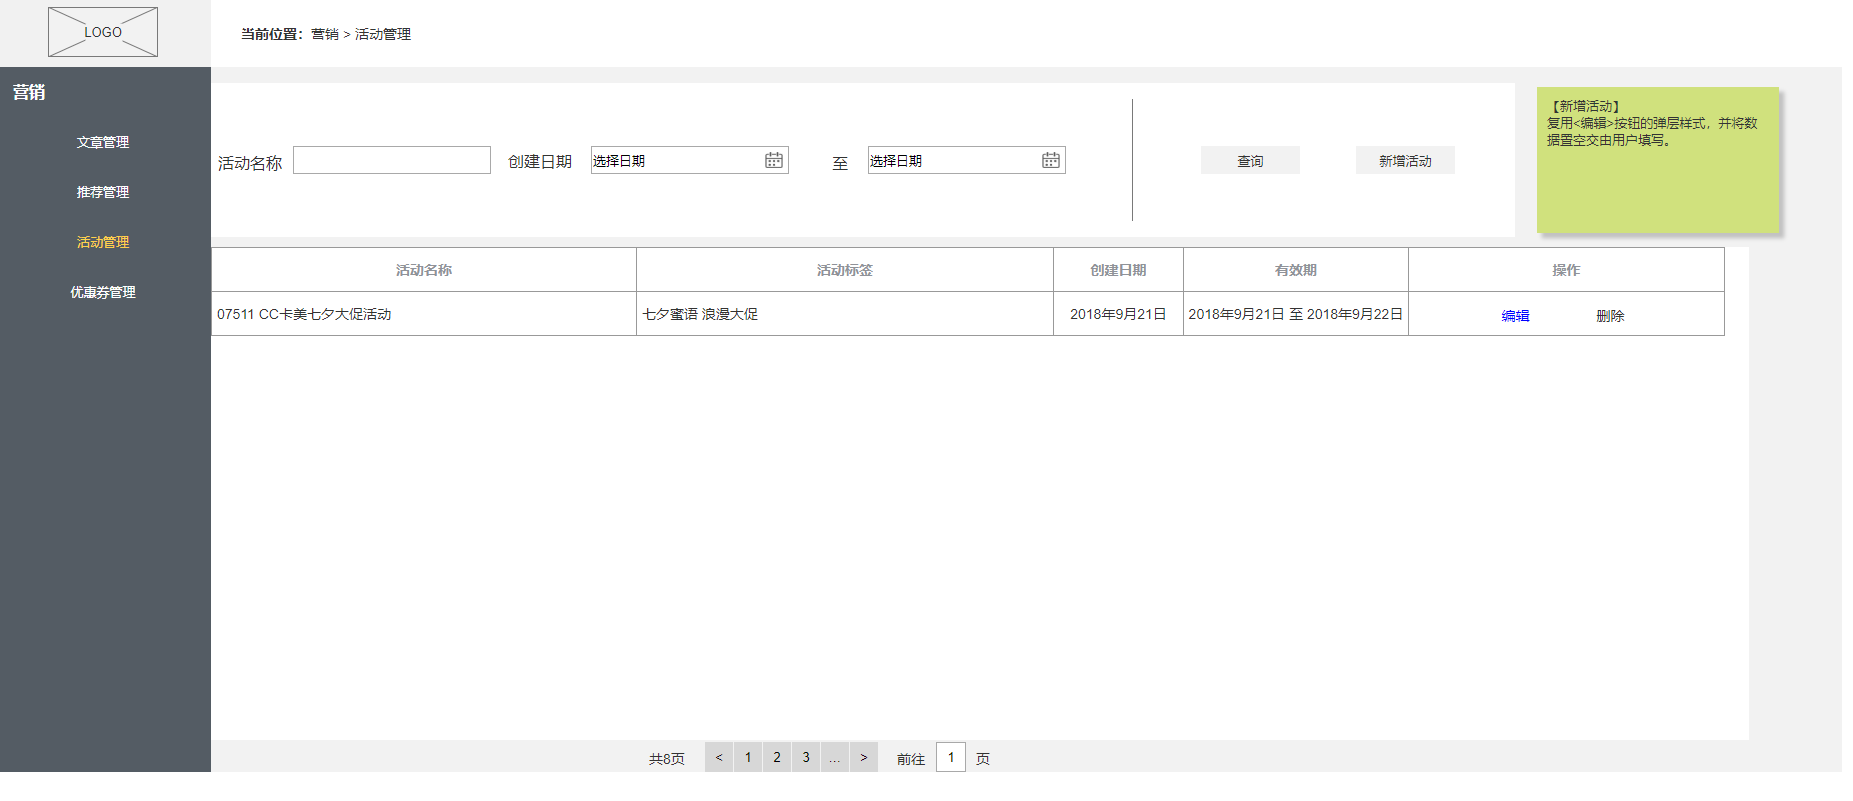 LOGO
当前位置：营销 > 活动管理
营销
文章管理
推荐管理
活动管理
优惠券管理
活动名称 创建日期 选择日期 至 选择日期 查询 新增活动
【新增活动】
复用<编辑>按钮的弹层样式，并将数
据置空交由用户填写。
活动名称 活动标签 创建日期 有效期 操作
07511 CC卡美七夕大促活动 七夕蜜语 浪漫大促 2018年9月21日 2018年9月21日 至 2018年9月22日 编辑 删除
共8页 < 1 2 3 ... > 前往 1 页